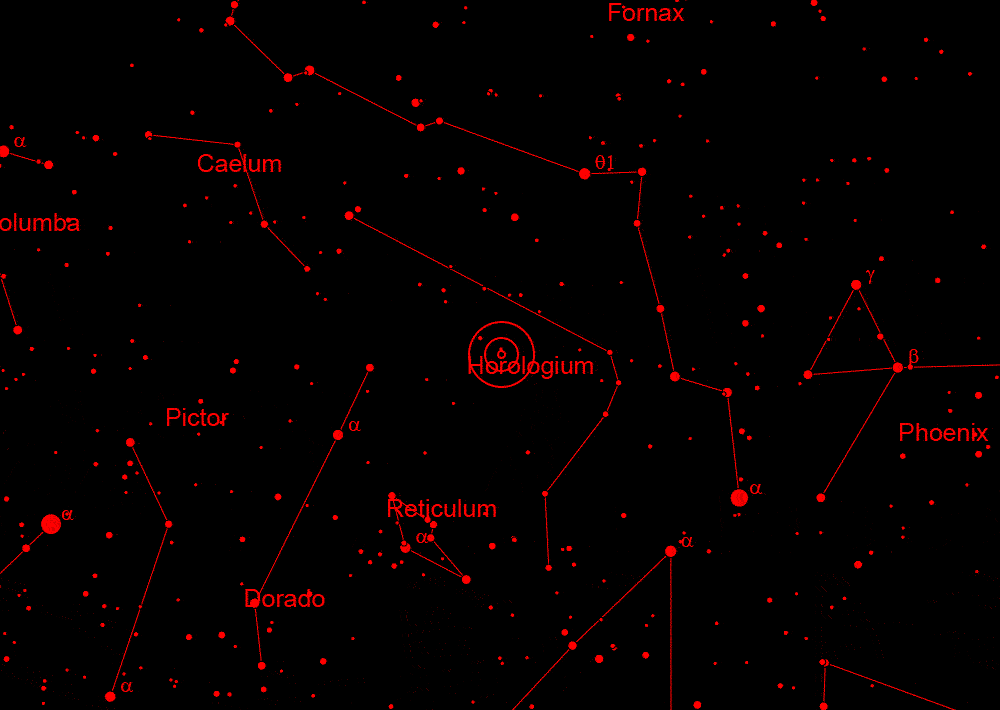 Fornax
α
Caelum
θ1
olumba
γ
β
Horologium
Pictor
α
Phoenix
α
Reticulum
α
α
α
Dorado
α